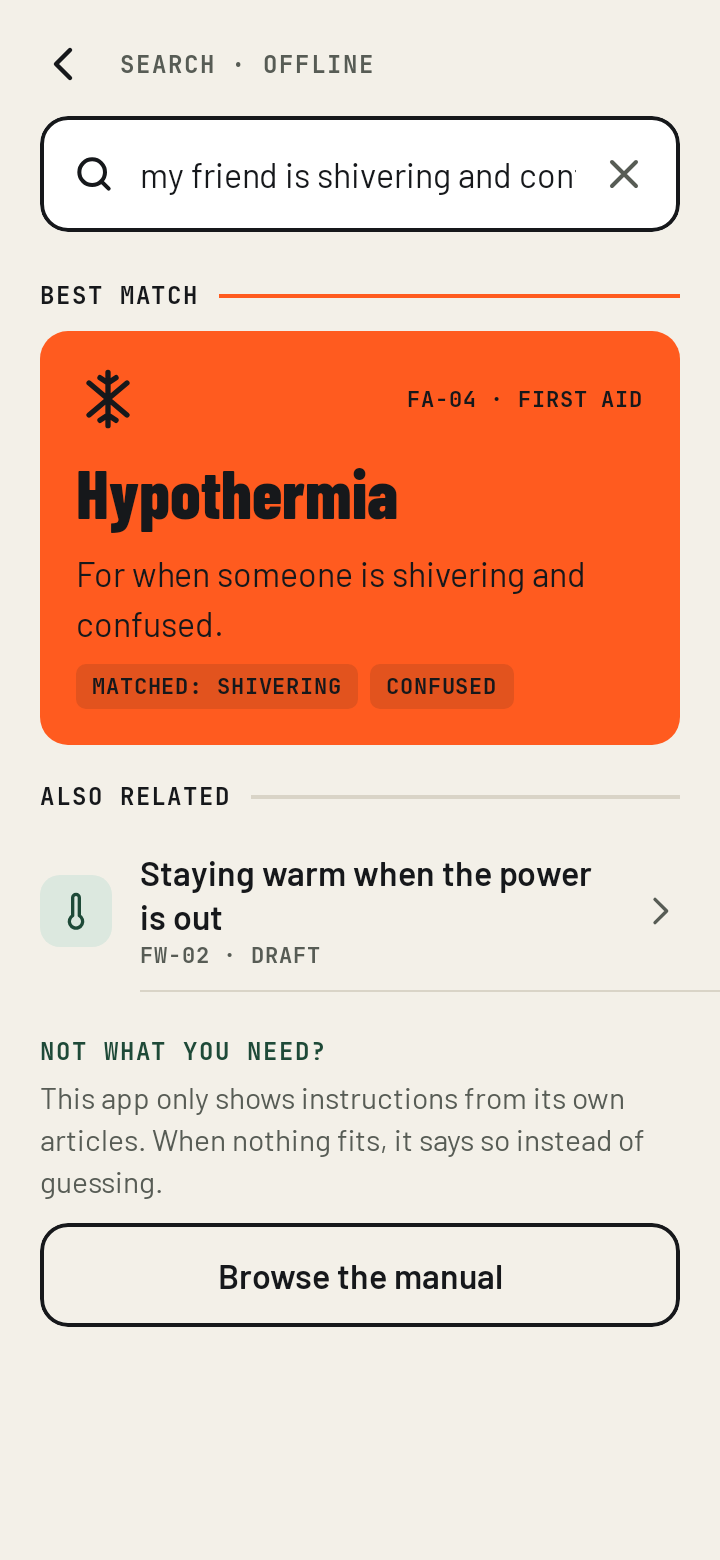 SEARCH · OFFLINE
my friend is shivering and con
BEST MATCH
FA-04 · FIRST AID
Hypothermia
For when someone is shivering and
confused.
MATCHED: SHIVERING
CONFUSED
ALSO RELATED
Staying warm when the power
is out
FW-02 · DRAFT
NOT WHAT YOU NEED?
This app only shows instructions from its own
articles. When nothing fits, it says so instead of
guessing.
Browse the manual